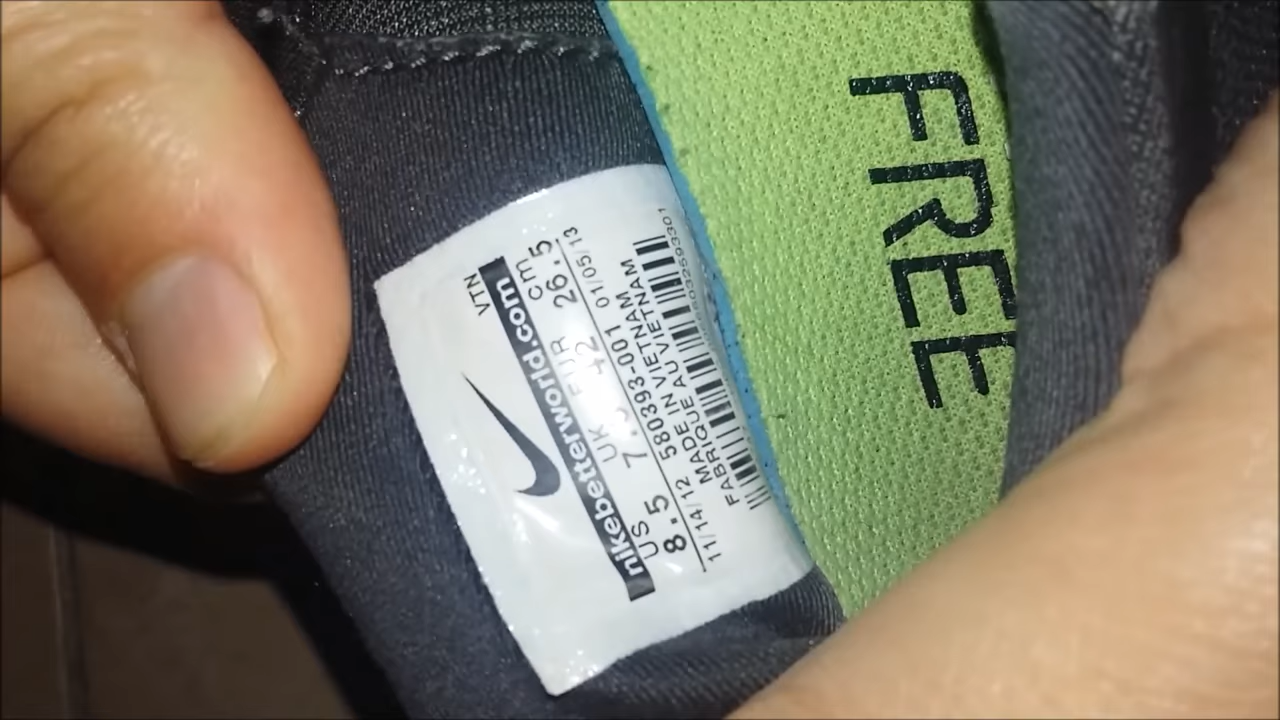 VTN
nikebetterworld.com
US UK EUR cm
8.5 7.5 42 26.5
11/14/12 580393-001 01/05/13
MADE IN VIETNAM
FABRIQUE AU VIETNAM
FREE